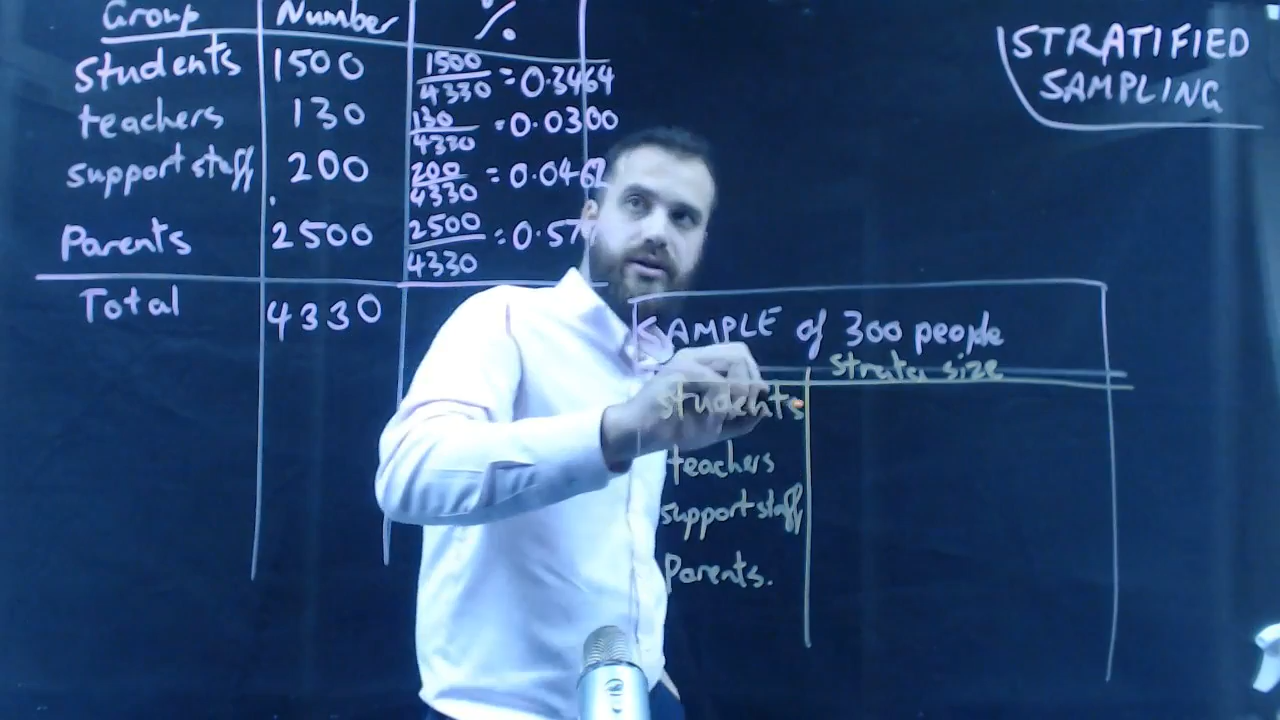 Group Number %
Students 1500 1500/4330 = 0.3464
teachers 130 130/4330 = 0.0300
support staff 200 200/4330 = 0.0462
Parents 2500 2500/4330 = 0.57
Total 4330
STRATIFIED
SAMPLING
SAMPLE of 300 people
strata size
students
teachers
support staff
Parents.